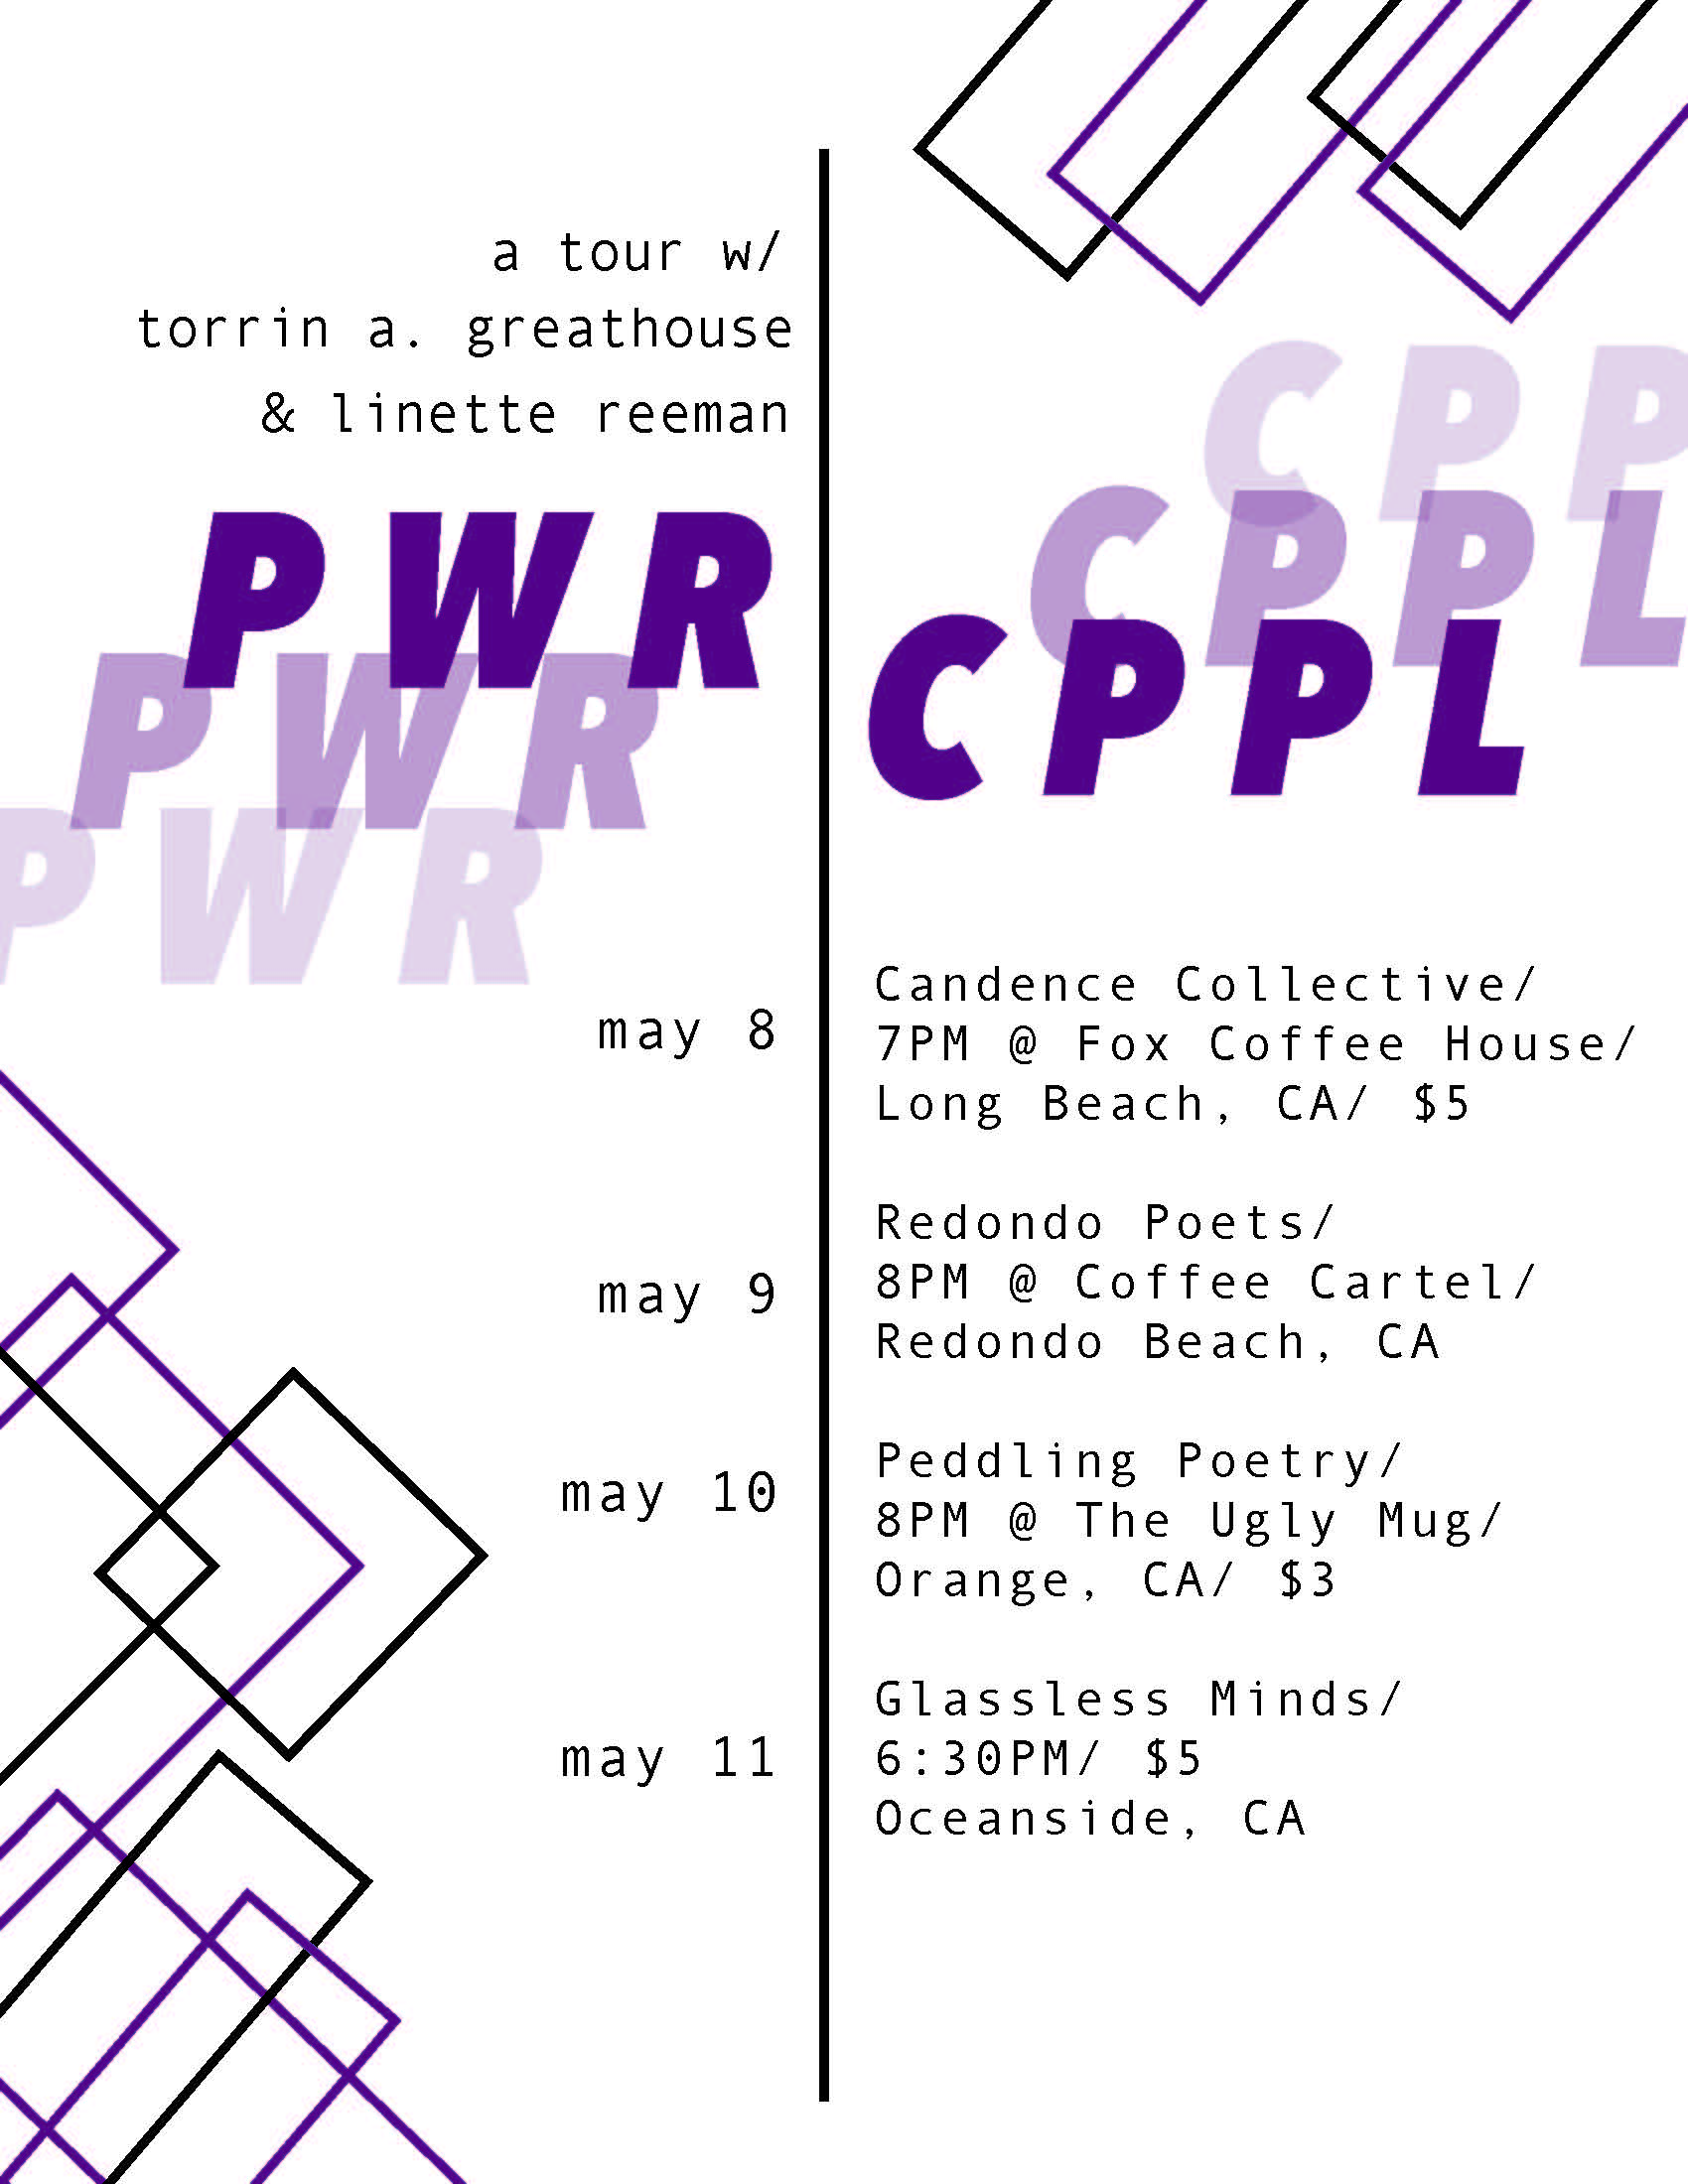 a tour w/
torrin a. greathouse
& linette reeman
PWR
PWR
PWR
CPP
CPPL
CPPL
may 8
Candence Collective/
7PM @ Fox Coffee House/
Long Beach, CA/ $5
may 9
Redondo Poets/
8PM @ Coffee Cartel/
Redondo Beach, CA
may 10
Peddling Poetry/
8PM @ The Ugly Mug/
Orange, CA/ $3
may 11
Glassless Minds/
6:30PM/ $5
Oceanside, CA